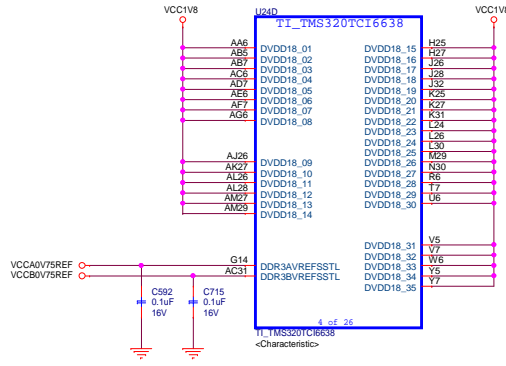 VCC1V8
U24D
VCC1V8
TI_TMS320TCI6638
AA6 DVDD18_01
AB5 DVDD18_02
AB7 DVDD18_03
AC6 DVDD18_04
AD7 DVDD18_05
AE6 DVDD18_06
AF7 DVDD18_07
AG6 DVDD18_08
AJ26 DVDD18_09
AK27 DVDD18_10
AL26 DVDD18_11
AL28 DVDD18_12
AM27 DVDD18_13
AM29 DVDD18_14
DVDD18_15 H25
DVDD18_16 H27
DVDD18_17 J26
DVDD18_18 J28
DVDD18_19 J32
DVDD18_20 K25
DVDD18_21 K27
DVDD18_22 K31
DVDD18_23 L24
DVDD18_24 L26
DVDD18_25 L30
DVDD18_26 M29
DVDD18_27 N30
DVDD18_28 R6
DVDD18_29 T7
DVDD18_30 U6
DVDD18_31 V5
DVDD18_32 V7
DVDD18_33 W6
DVDD18_34 Y5
DVDD18_35 Y7
VCCA0V75REF G14 DDR3AVREFSSTL
VCCB0V75REF AC31 DDR3BVREFSSTL
C592
0.1uF
16V
C715
0.1uF
16V
4 of 26
TI_TMS320TCI6638
<Characteristic>